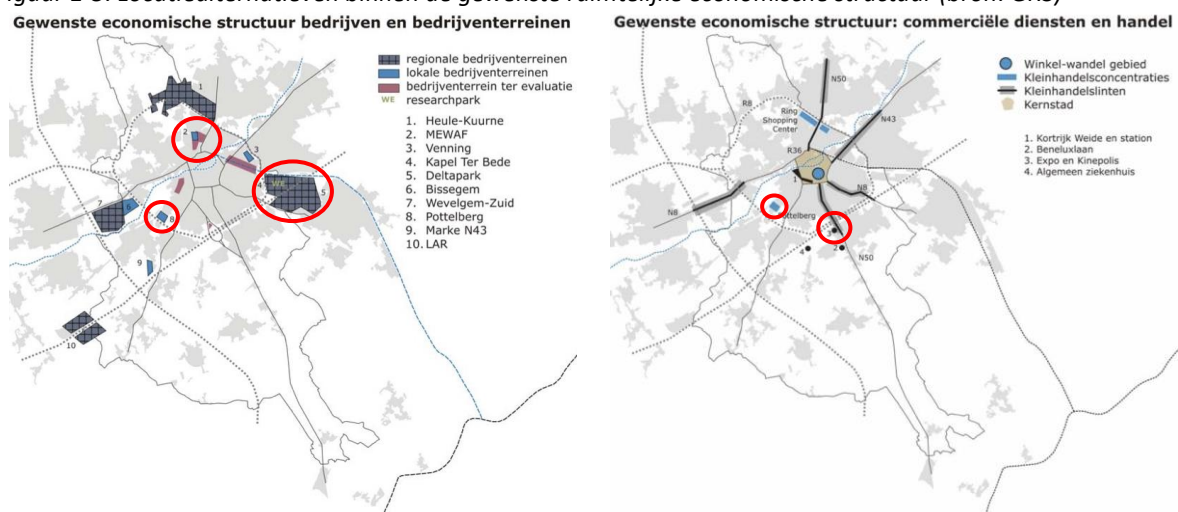 Gewenste economische structuur bedrijven en bedrijventerreinen
regionale bedrijventerreinen
lokale bedrijventerreinen
bedrijventerrein ter evaluatie
WE researchpark
1. Heule-Kuurne
2. MEWAF
3. Venning
4. Kapel Ter Bede
5. Deltapark
6. Bissegem
7. Wevelgem-Zuid
8. Pottelberg
9. Marke N43
10. LAR
1
2
3
4
WE
5
7
6
8
9
10
Gewenste economische structuur: commerciële diensten en handel
Winkel-wandel gebied
Kleinhandelsconcentraties
Kleinhandelslinten
Kernstad
1. Kortrijk Weide en station
2. Beneluxlaan
3. Expo en Kinepolis
4. Algemeen ziekenhuis
N50
R8
Ring
Shopping
Center
N43
R36
1
N8
N8
Pottelberg
3
4
2
N50